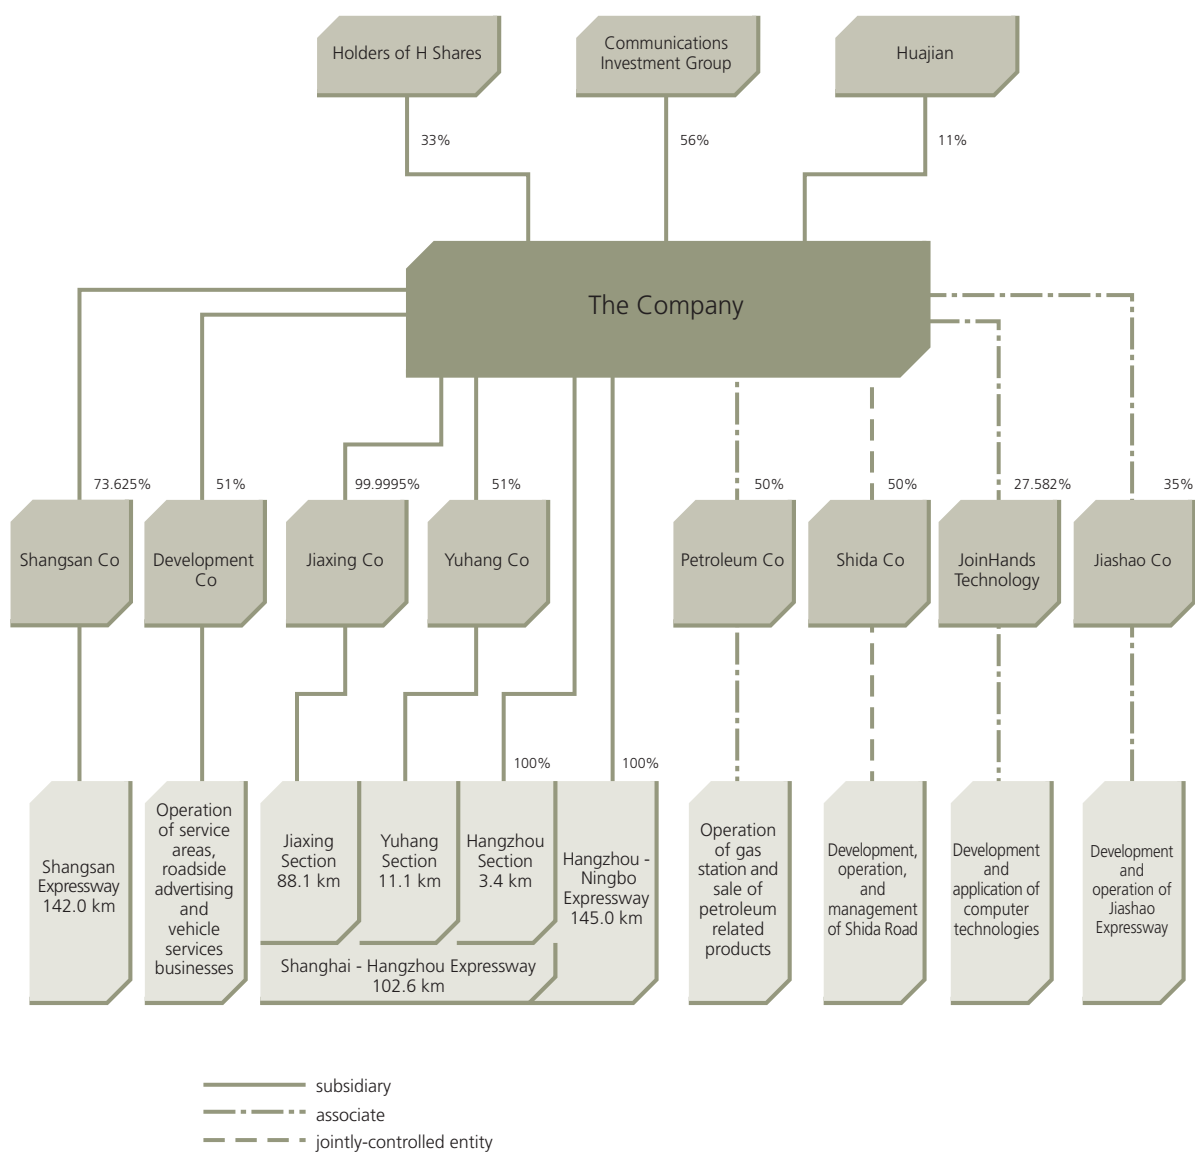 Holders of H Shares
Communications
Investment Group
Huajian
33%
56%
11%
The Company
73.625%
51%
99.9995%
51%
50%
50%
27.582%
35%
Shangsan Co
Development
Co
Jiaxing Co
Yuhang Co
Petroleum Co
Shida Co
JoinHands
Technology
Jiashao Co
100%
100%
Shangsan
Expressway
142.0 km
Operation
of service
areas,
roadside
advertising
and
vehicle
services
businesses
Jiaxing
Section
88.1 km
Yuhang
Section
11.1 km
Hangzhou
Section
3.4 km
Shanghai - Hangzhou Expressway
102.6 km
Hangzhou -
Ningbo
Expressway
145.0 km
Operation
of gas
station and
sale of
petroleum
related
products
Development,
operation,
and
management
of Shida Road
Development
and
application of
computer
technologies
Development
and
operation of
Jiashao
Expressway
subsidiary
associate
jointly-controlled entity